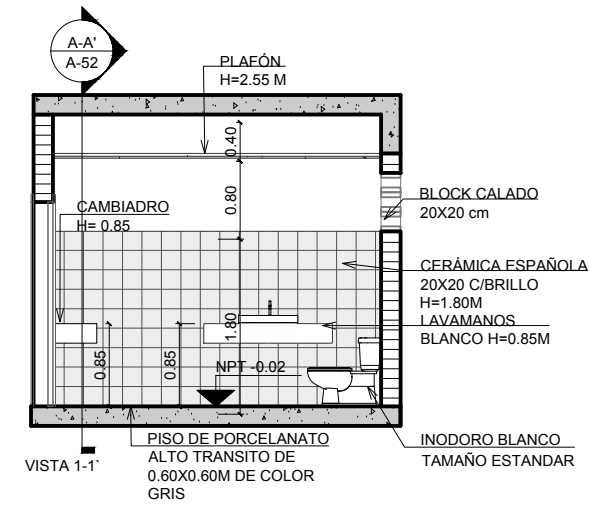 A-A'
A-52
PLAFÓN
H=2.55 M
0.40
0.80
CAMBIADRO
H= 0.85
BLOCK CALADO
20X20 cm
CERÁMICA ESPAÑOLA
20X20 C/BRILLO
H=1.80M
LAVAMANOS
BLANCO H=0.85M
1.80
0.85
0.85
NPT -0.02
VISTA 1-1`
PISO DE PORCELANATO
ALTO TRANSITO DE
0.60X0.60M DE COLOR
GRIS
INODORO BLANCO
TAMAÑO ESTANDAR